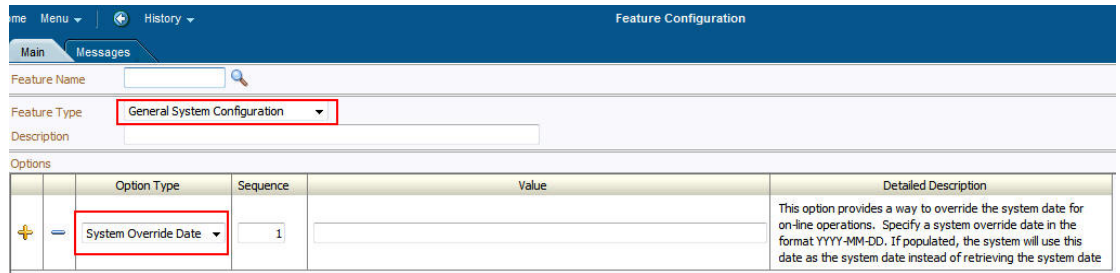 ome Menu History Feature Configuration
Main Messages
Feature Name
Feature Type General System Configuration
Description
Options
Option Type Sequence Value Detailed Description
System Override Date 1
This option provides a way to override the system date for
on-line operations. Specify a system override date in the
format YYYY-MM-DD. If populated, the system will use this
date as the system date instead of retrieving the system date